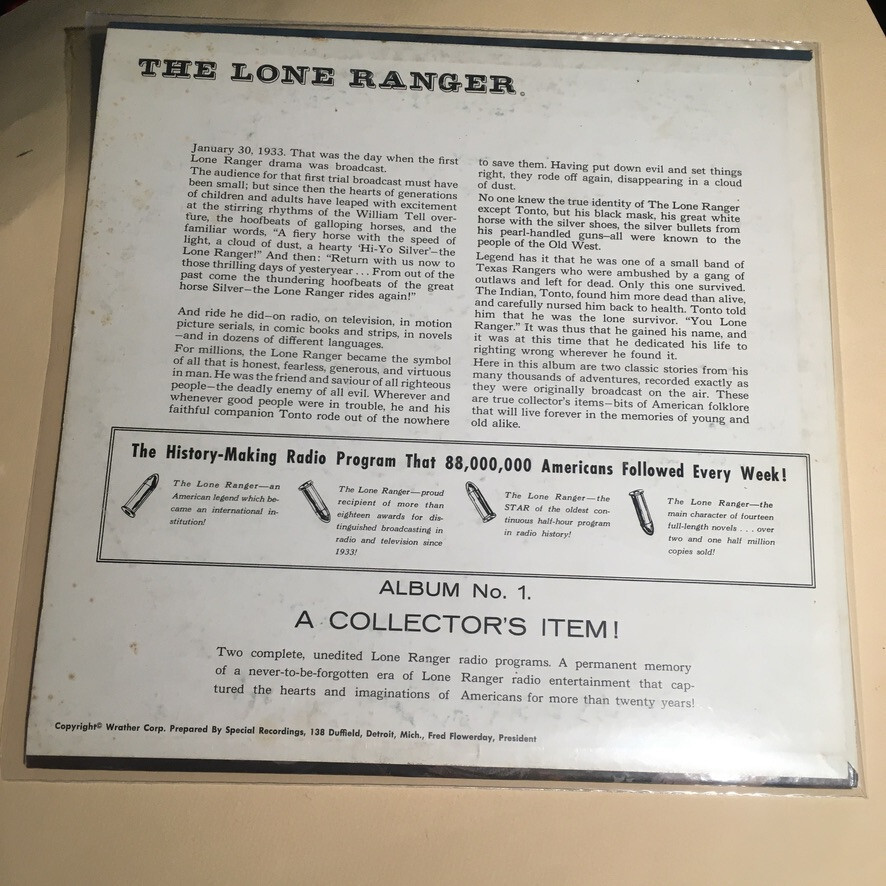 THE LONE RANGER®
January 30, 1933. That was the day when the first
Lone Ranger drama was broadcast.
The audience for that first trial broadcast must have
been small; but since then the hearts of generations
of children and adults have leaped with excitement
at the stirring rhythms of the William Tell over-
ture, the hoofbeats of galloping horses, and the
familiar words, “A fiery horse with the speed of
light, a cloud of dust, a hearty ‘Hi-Yo Silver’—the
Lone Ranger!” And then: “Return with us now to
those thrilling days of yesteryear . . . From out of the
past come the thundering hoofbeats of the great
horse Silver—the Lone Ranger rides again!”
And ride he did—on radio, on television, in motion
picture serials, in comic books and strips, in novels
—and in dozens of different languages.
For millions, the Lone Ranger became the symbol
of all that is honest, fearless, generous, and virtuous
in man. He was the friend and saviour of all righteous
people—the deadly enemy of all evil. Wherever and
whenever good people were in trouble, he and his
faithful companion Tonto rode out of the nowhere
to save them. Having put down evil and set things
right, they rode off again, disappearing in a cloud
of dust.
No one knew the true identity of The Lone Ranger
except Tonto, but his black mask, his great white
horse with the silver shoes, the silver bullets from
his pearl-handled guns—all were known to the
people of the Old West.
Legend has it that he was one of a small band of
Texas Rangers who were ambushed by a gang of
outlaws and left for dead. Only this one survived.
The Indian, Tonto, found him more dead than alive,
and carefully nursed him back to health. Tonto told
him that he was the lone survivor. “You Lone
Ranger.” It was thus that he gained his name, and
it was at this time that he dedicated his life to
righting wrong wherever he found it.
Here in this album are two classic stories from his
many thousands of adventures, recorded exactly as
they were originally broadcast on the air. These
are true collector’s items—bits of American folklore
that will live forever in the memories of young and
old alike.
The History-Making Radio Program That 88,000,000 Americans Followed Every Week!
The Lone Ranger—an
American legend which be-
came an international in-
stitution!
The Lone Ranger—proud
recipient of more than
eighteen awards for dis-
tinguished broadcasting in
radio and television since
1933!
The Lone Ranger—the
STAR of the oldest con-
tinuous half-hour program
in radio history!
The Lone Ranger—the
main character of fourteen
full-length novels . . . over
two and one half million
copies sold!
ALBUM No. 1.
A COLLECTOR’S ITEM!
Two complete, unedited Lone Ranger radio programs. A permanent memory
of a never-to-be-forgotten era of Lone Ranger radio entertainment that cap-
tured the hearts and imaginations of Americans for more than twenty years!
Copyright© Wrather Corp. Prepared By Special Recordings, 138 Duffield, Detroit, Mich., Fred Flowerday, President